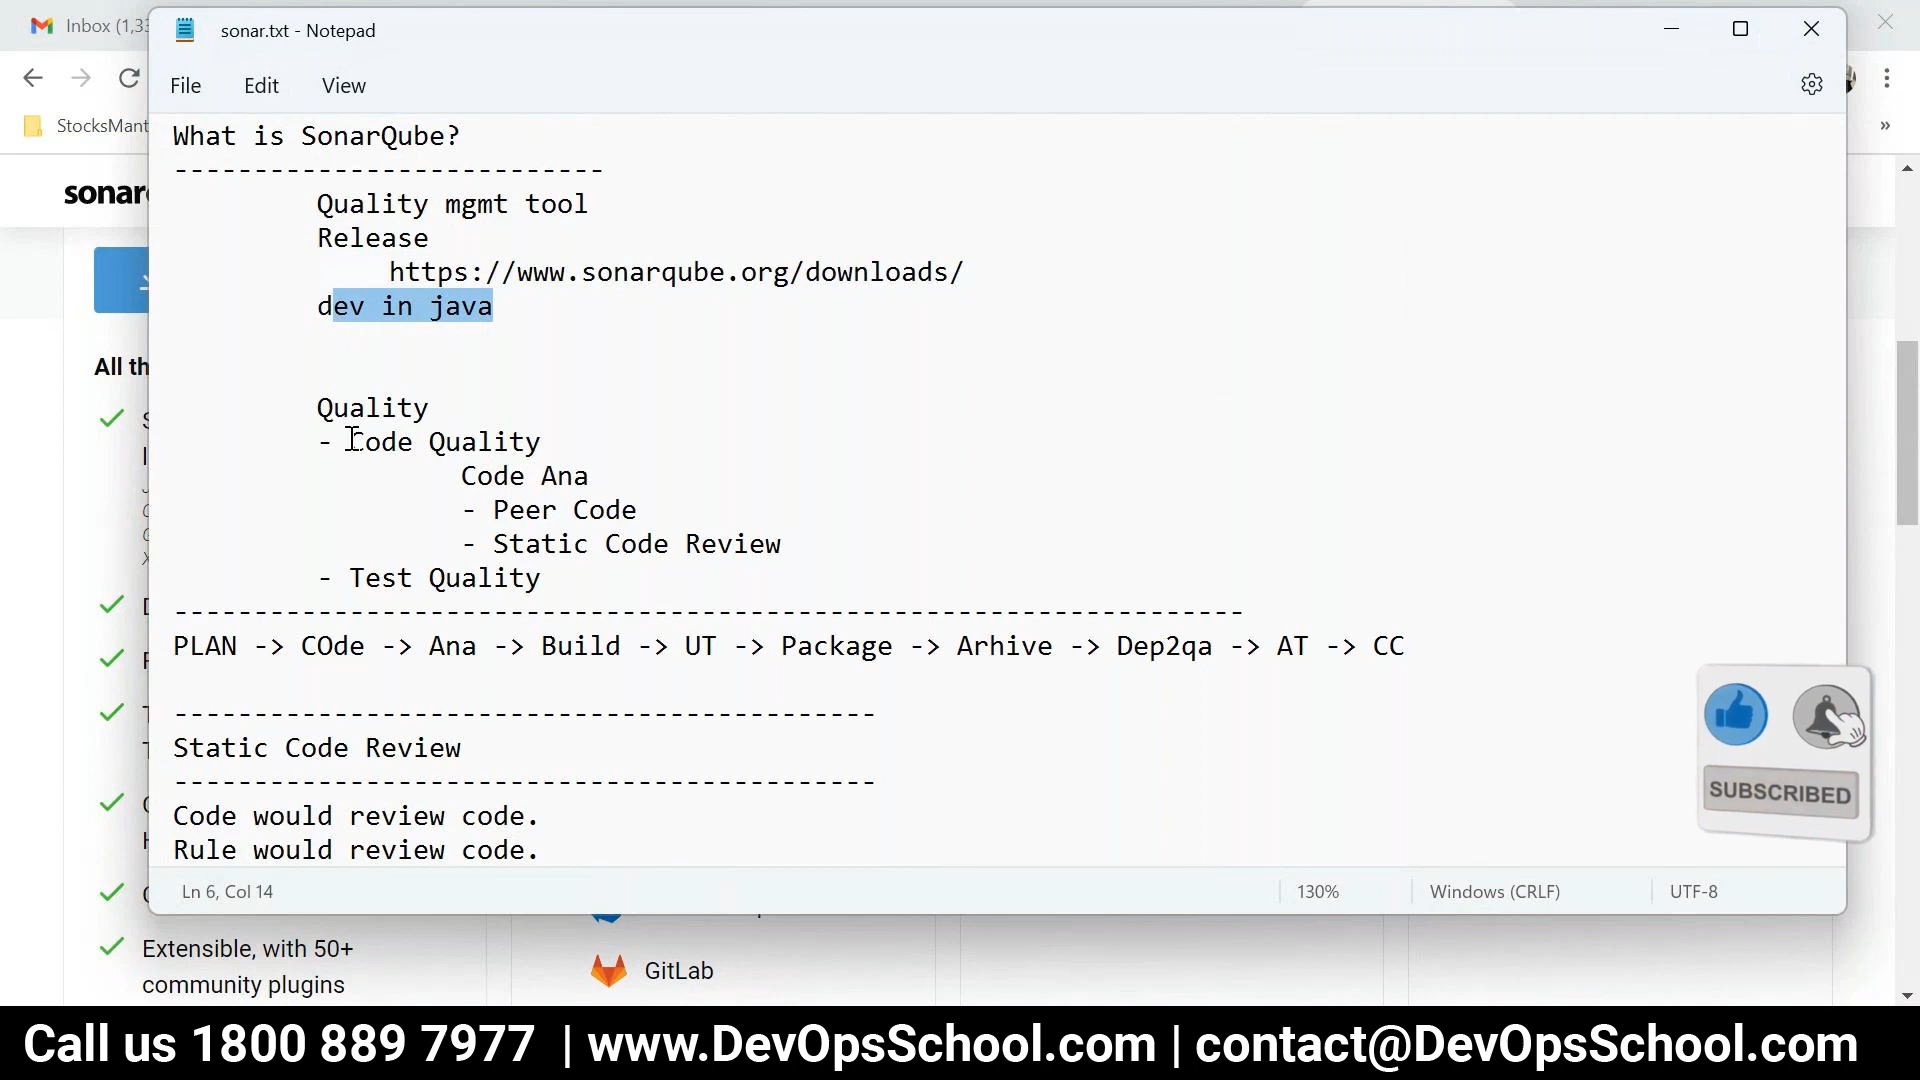 Inbox (1,33
sonar.txt - Notepad
File Edit View
StocksMant
»
What is SonarQube?
---------------------------
Quality mgmt tool
sonar
Release
https://www.sonarqube.org/downloads/
dev in java
All th
Quality
- Code Quality
Code Ana
- Peer Code
- Static Code Review
- Test Quality
-------------------------------------------------------------------
PLAN -> COde -> Ana -> Build -> UT -> Package -> Arhive -> Dep2qa -> AT -> CC
--------------------------------------------
Static Code Review
--------------------------------------------
Code would review code.
Rule would review code.
SUBSCRIBED
Ln 6, Col 14 130% Windows (CRLF) UTF-8
Extensible, with 50+
community plugins
GitLab
Call us 1800 889 7977 | www.DevOpsSchool.com | contact@DevOpsSchool.com